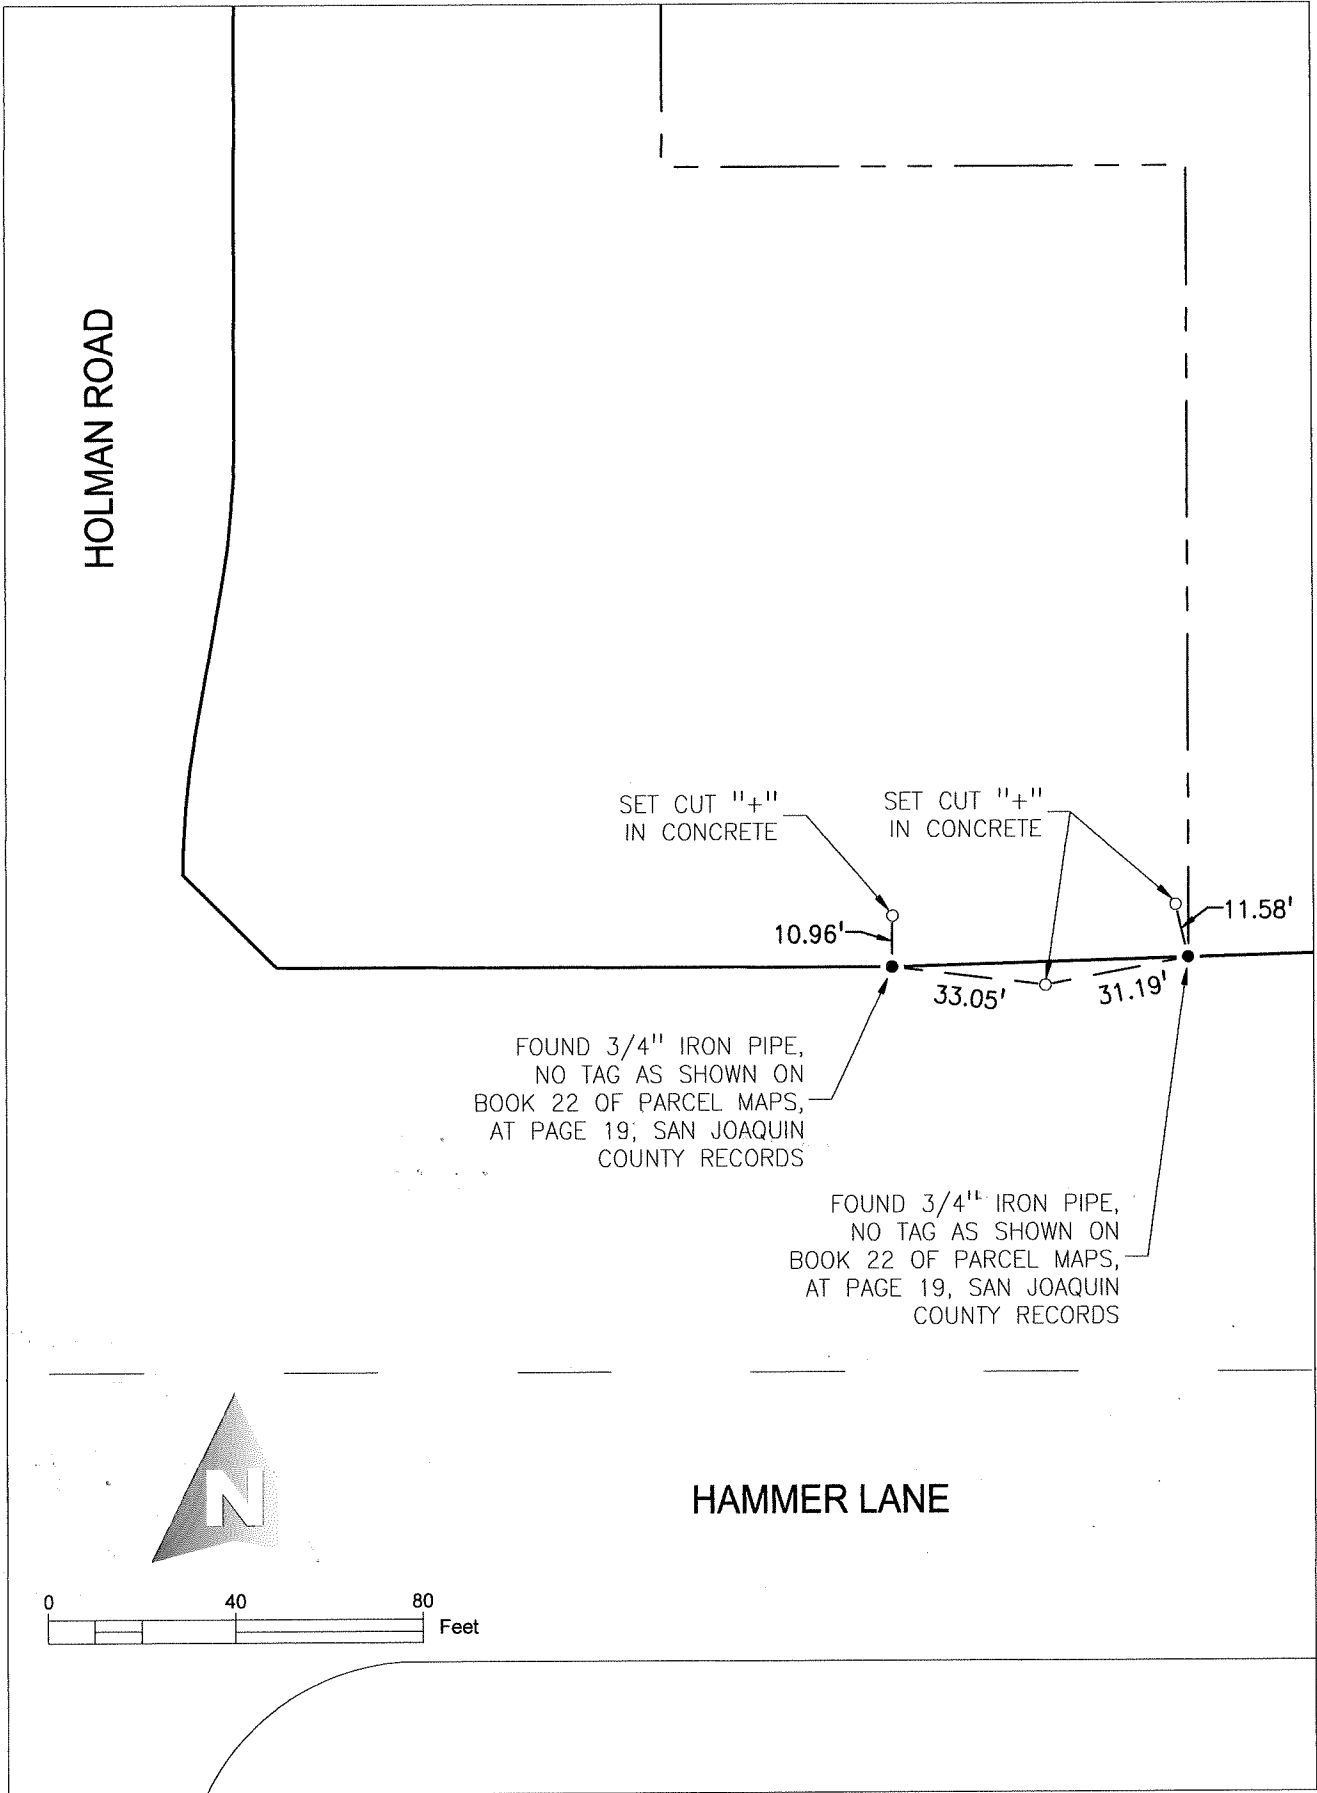 HOLMAN ROAD
SET CUT "+"
IN CONCRETE
SET CUT "+"
IN CONCRETE
10.96'
11.58'
33.05'
31.19'
FOUND 3/4" IRON PIPE,
NO TAG AS SHOWN ON
BOOK 22 OF PARCEL MAPS,
AT PAGE 19, SAN JOAQUIN
COUNTY RECORDS
FOUND 3/4" IRON PIPE,
NO TAG AS SHOWN ON
BOOK 22 OF PARCEL MAPS,
AT PAGE 19, SAN JOAQUIN
COUNTY RECORDS
N
HAMMER LANE
0 40 80
Feet